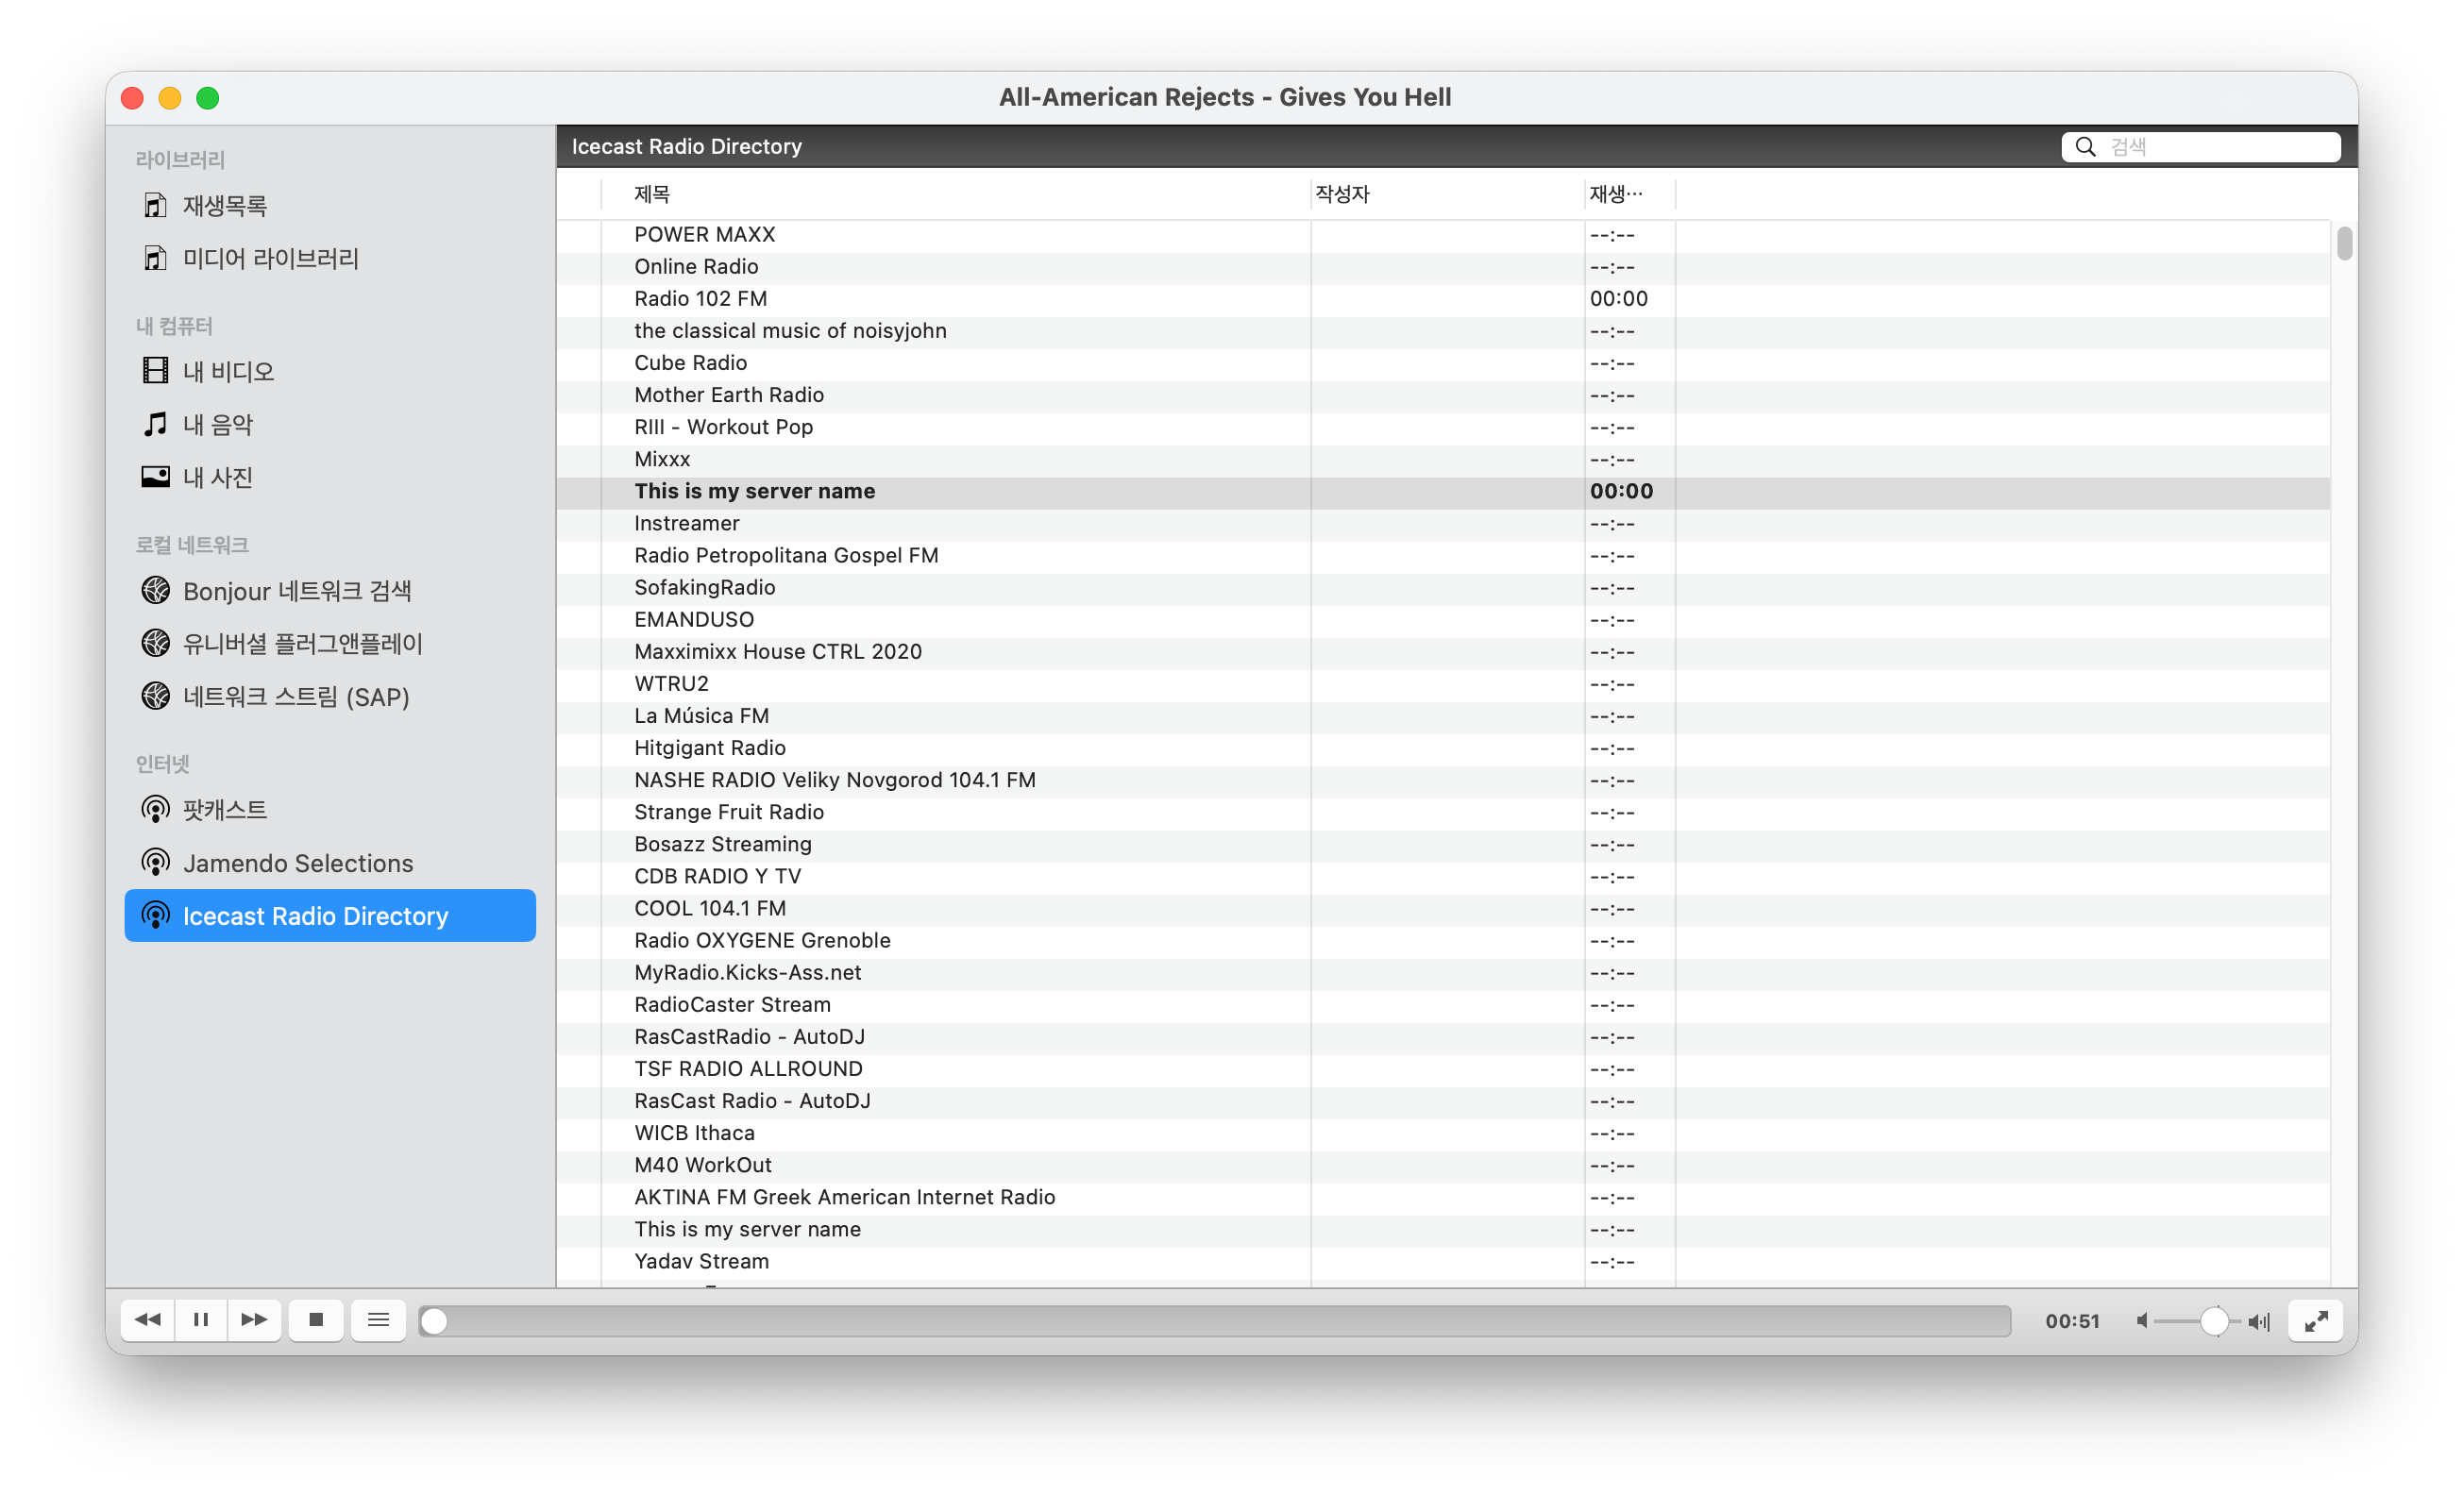 All-American Rejects - Gives You Hell
라이브러리
재생목록
미디어 라이브러리
내 컴퓨터
내 비디오
내 음악
내 사진
로컬 네트워크
Bonjour 네트워크 검색
유니버셜 플러그앤플레이
네트워크 스트림 (SAP)
인터넷
팟캐스트
Jamendo Selections
Icecast Radio Directory
Icecast Radio Directory 검색
제목 작성자 재생…
POWER MAXX --:--
Online Radio --:--
Radio 102 FM 00:00
the classical music of noisyjohn --:--
Cube Radio --:--
Mother Earth Radio --:--
RIII - Workout Pop --:--
Mixxx --:--
This is my server name 00:00
Instreamer --:--
Radio Petropolitana Gospel FM --:--
SofakingRadio --:--
EMANDUSO --:--
Maxximixx House CTRL 2020 --:--
WTRU2 --:--
La Música FM --:--
Hitgigant Radio --:--
NASHE RADIO Veliky Novgorod 104.1 FM --:--
Strange Fruit Radio --:--
Bosazz Streaming --:--
CDB RADIO Y TV --:--
COOL 104.1 FM --:--
Radio OXYGENE Grenoble --:--
MyRadio.Kicks-Ass.net --:--
RadioCaster Stream --:--
RasCastRadio - AutoDJ --:--
TSF RADIO ALLROUND --:--
RasCast Radio - AutoDJ --:--
WICB Ithaca --:--
M40 WorkOut --:--
AKTINA FM Greek American Internet Radio --:--
This is my server name --:--
Yadav Stream --:--
00:51